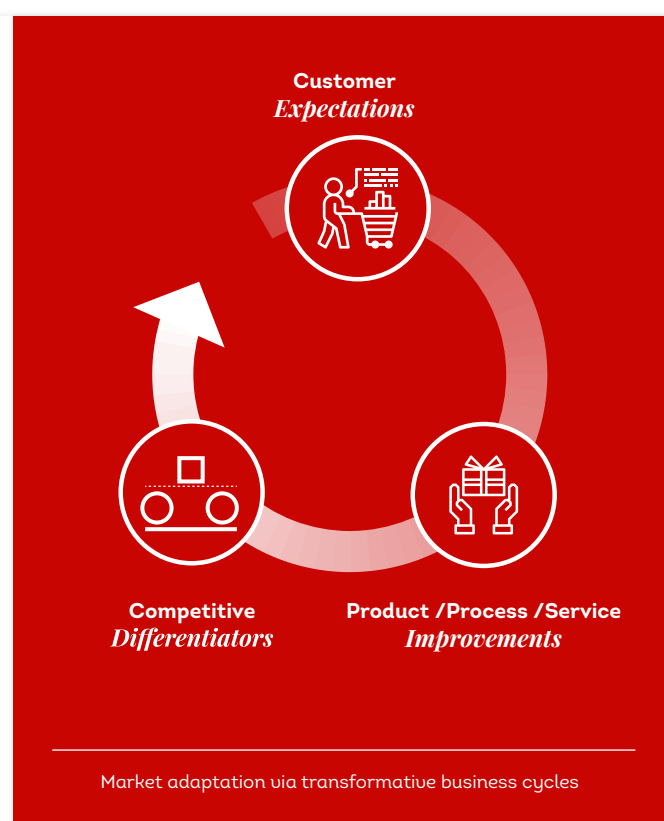 Customer
Expectations
Competitive
Differentiators
Product /Process /Service
Improvements
Market adaptation via transformative business cycles